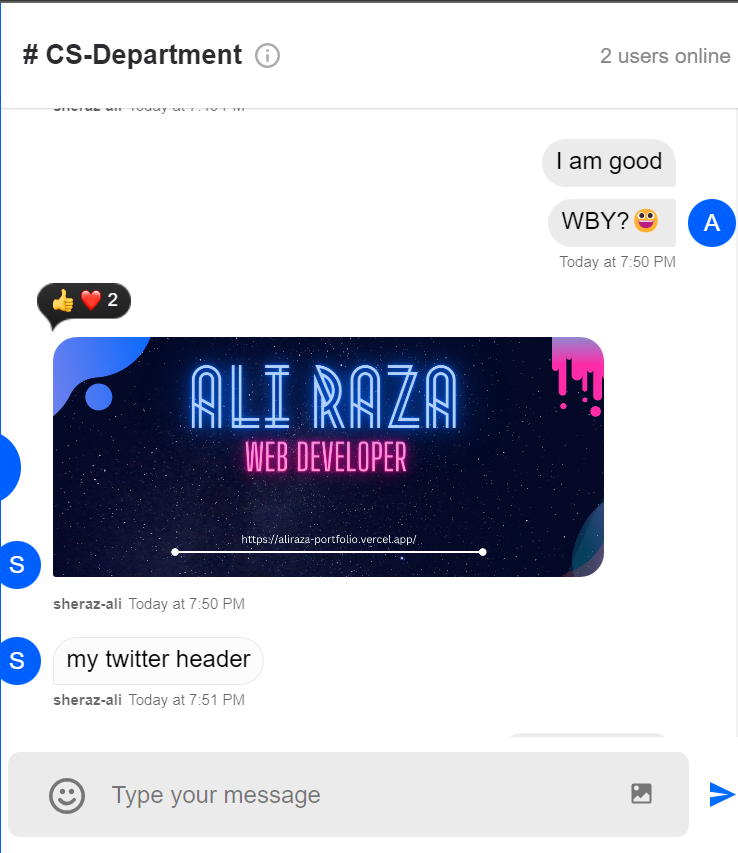 # CS-Department
2 users online
sheraz-ali Today at 7:49 PM
I am good
WBY?😀
A
Today at 7:50 PM
👍❤️ 2
ALI RAZA
WEB DEVELOPER
https://aliraza-portfolio.vercel.app/
S
sheraz-ali Today at 7:50 PM
S
my twitter header
sheraz-ali Today at 7:51 PM
Type your message